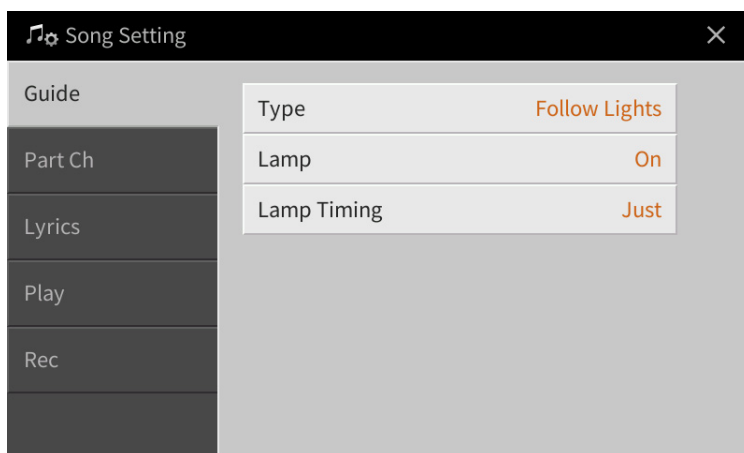 Song Setting
Guide
Type Follow Lights
Part Ch
Lamp On
Lyrics
Lamp Timing Just
Play
Rec